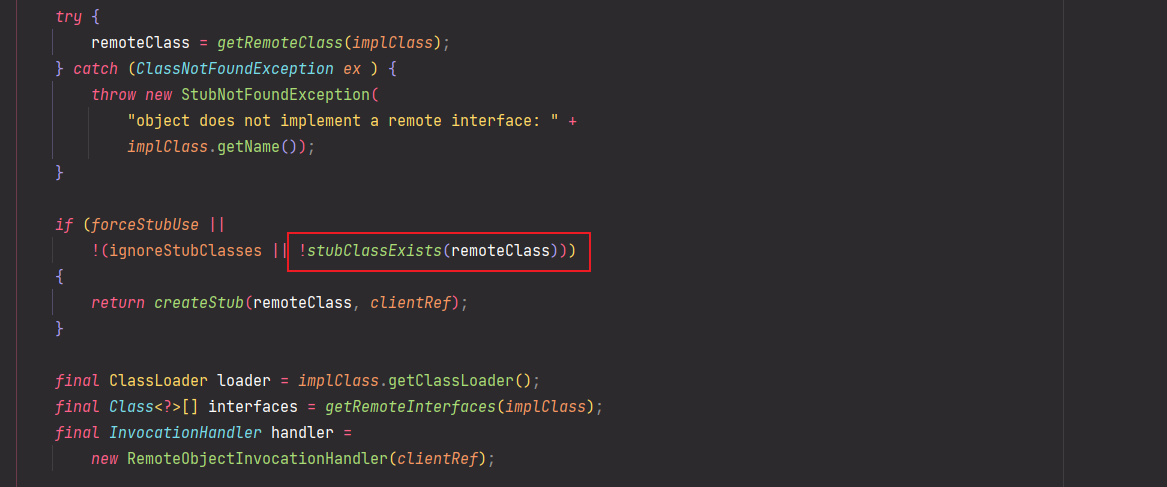 try {
    remoteClass = getRemoteClass(implClass);
} catch (ClassNotFoundException ex ) {
    throw new StubNotFoundException(
        "object does not implement a remote interface: " +
        implClass.getName());
}
if (forceStubUse ||
    !(ignoreStubClasses || !stubClassExists(remoteClass)))
{
    return createStub(remoteClass, clientRef);
}
final ClassLoader loader = implClass.getClassLoader();
final Class<?>[] interfaces = getRemoteInterfaces(implClass);
final InvocationHandler handler =
    new RemoteObjectInvocationHandler(clientRef);